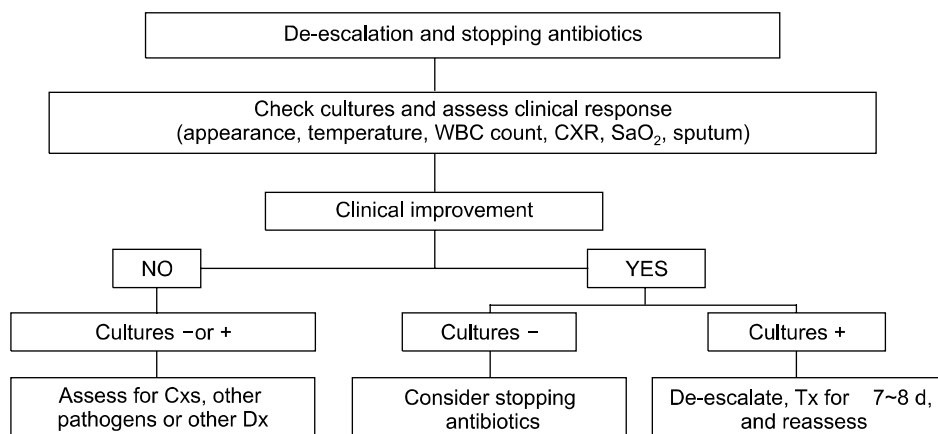 De-escalation and stopping antibiotics
Check cultures and assess clinical response
(appearance, temperature, WBC count, CXR, SaO₂, sputum)
Clinical improvement
NO
YES
Cultures −or +
Cultures -
Cultures +
Assess for Cxs, other
pathogens or other Dx
Consider stopping
antibiotics
De-escalate, Tx for 7~8 d,
and reassess